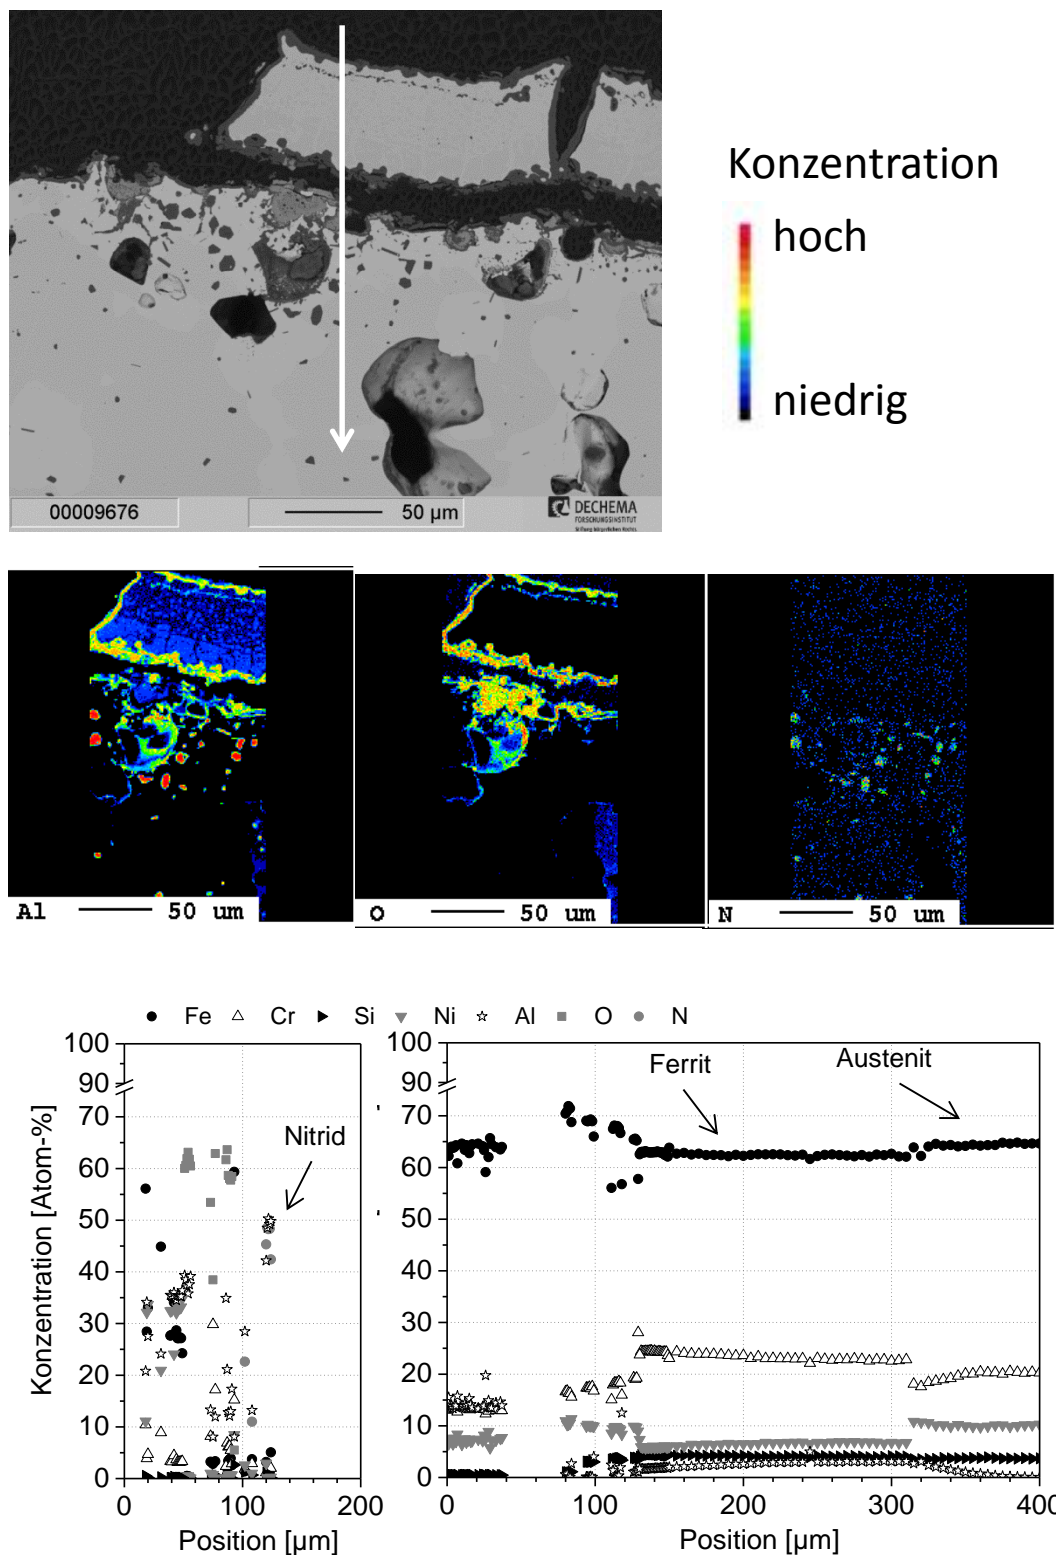 Konzentration
hoch
niedrig
00009676
50 µm
DECHEMA
FORSCHUNGSINSTITUT
Al 50 um
O 50 um
N 50 um
Fe Cr Si Ni Al O N
Konzentration [Atom-%]
100
90
70
60
50
40
30
20
10
0
Nitrid
0 100 200
Position [µm]
100
90
70
60
50
40
30
20
10
0
Ferrit
Austenit
0 100 200 300 400
Position [µm]